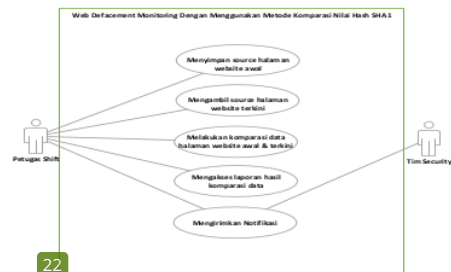 Web Defacement Monitoring Dengan Menggunakan Metode Komparasi Nilai Hash SHA1
Menyimpan source halaman
website awal
Mengambil source halaman
website terkini
Melakukan komparasi data
halaman website awal & terkini
Mengakses laporan hasil
komparasi data
Mengirimkan Notifikasi
Petugas Shift
Tim Security
22